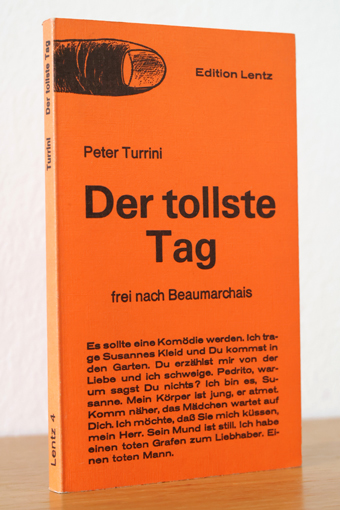 Turrini Der tollste Tag
Lentz 4
Edition Lentz
Peter Turrini
Der tollste
Tag
frei nach Beaumarchais
Es sollte eine Komödie werden. Ich tra-
ge Susannes Kleid und Du kommst in
den Garten. Du erzählst mir von der
Liebe und ich schweige. Pedrito, war-
um sagst Du nichts? Ich bin es, Su-
sanne. Mein Körper ist jung, er atmet.
Komm näher, das Mädchen wartet auf
Dich. Ich möchte, daß Sie mich küssen,
mein Herr. Sein Mund ist still. Ich habe
einen toten Grafen zum Liebhaber. Ei-
nen toten Mann.